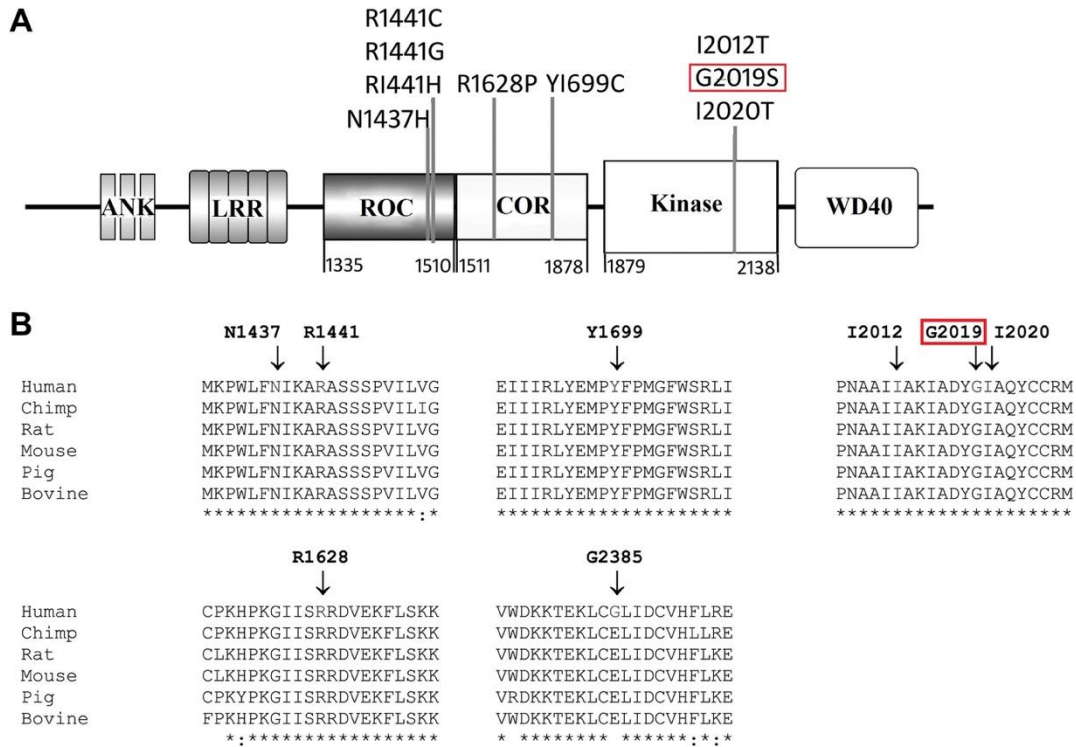 A
R1441C
R1441G
RI441H
N1437H
R1628P YI699C
I2012T
G2019S
I2020T
ANK LRR ROC COR Kinase WD40
1335 1510 1511 1878 1879 2138
B
N1437 R1441 Y1699 I2012 G2019 I2020
Human MKPWLFNIKARASSSPVILVG EIIIRLYEMPYFPMGFWSRLI PNAAIIAKIADYGIAQYCCRM
Chimp MKPWLFNIKARASSSPVILIG EIIIRLYEMPYFPMGFWSRLI PNAAIIAKIADYGIAQYCCRM
Rat MKPWLFNIKARASSSPVILVG EIIIRLYEMPYFPMGFWSRLI PNAAIIAKIADYGIAQYCCRM
Mouse MKPWLFNIKARASSSPVILVG EIIIRLYEMPYFPMGFWSRLI PNAAIIAKIADYGIAQYCCRM
Pig MKPWLFNIKARASSSPVILVG EIIIRLYEMPYFPMGFWSRLI PNAAIIAKIADYGIAQYCCRM
Bovine MKPWLFNIKARASSSPVILVG EIIIRLYEMPYFPMGFWSRLI PNAAIIAKIADYGIAQYCCRM
*******************:* ********************* *********************
R1628 G2385
Human CPKHPKGIISRRDVEKFLSKK VWDKKTEKLCGLIDCVHFLRE
Chimp CPKHPKGIISRRDVEKFLSKK VWDKKTEKLCELIDCVHLLRE
Rat CLKHPKGIISRRDVEKFLSKK VWDKKTEKLCELIDCVHFLKE
Mouse CLKHPKGIISRRDVEKFLSKK VWDKKTEKLCELIDCVHFLKE
Pig CPKYPKGIISRRDVEKFLSKK VRDKKTEKLCELIDCVHFLKE
Bovine FPKHPKGIISRRDVEKFLSKK VWDKKTEKLCELIDCVHFLKE
*:***************** * ********* ******:*:*